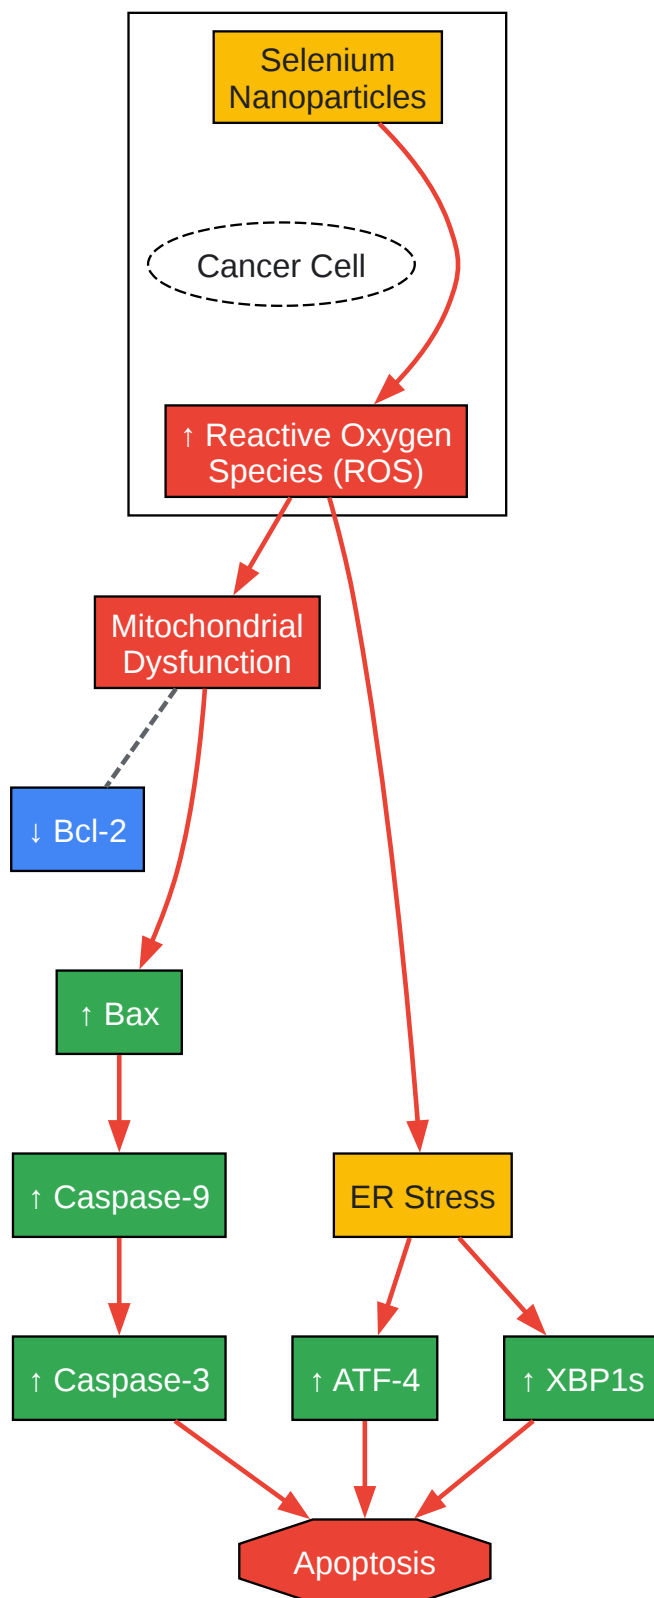 Selenium
Nanoparticles
Cancer Cell
↑ Reactive Oxygen
Species (ROS)
Mitochondrial
Dysfunction
↓ Bcl-2
↑ Bax
↑ Caspase-9
ER Stress
↑ Caspase-3
↑ ATF-4
↑ XBP1s
Apoptosis